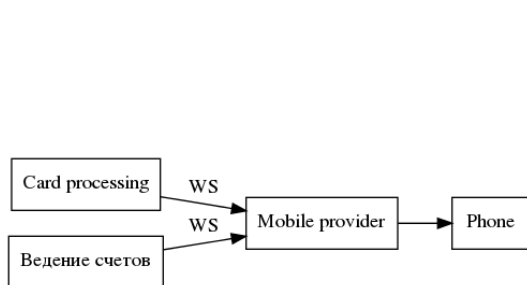 Card processing
WS
WS
Mobile provider
Phone
Ведение счетов